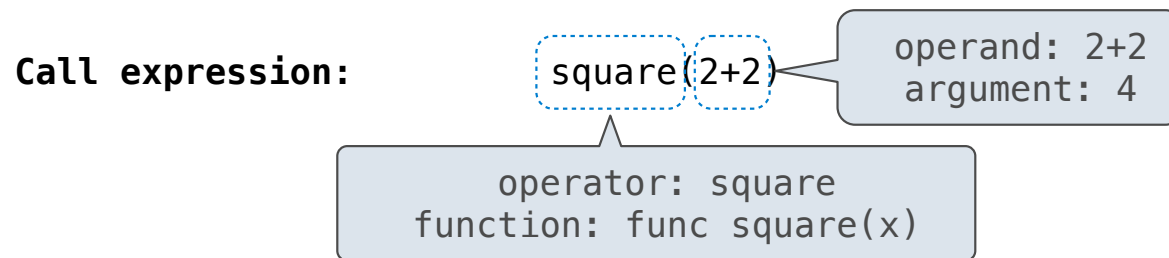 Call expression:
square(2+2)
operand: 2+2
argument: 4
operator: square
function: func square(x)